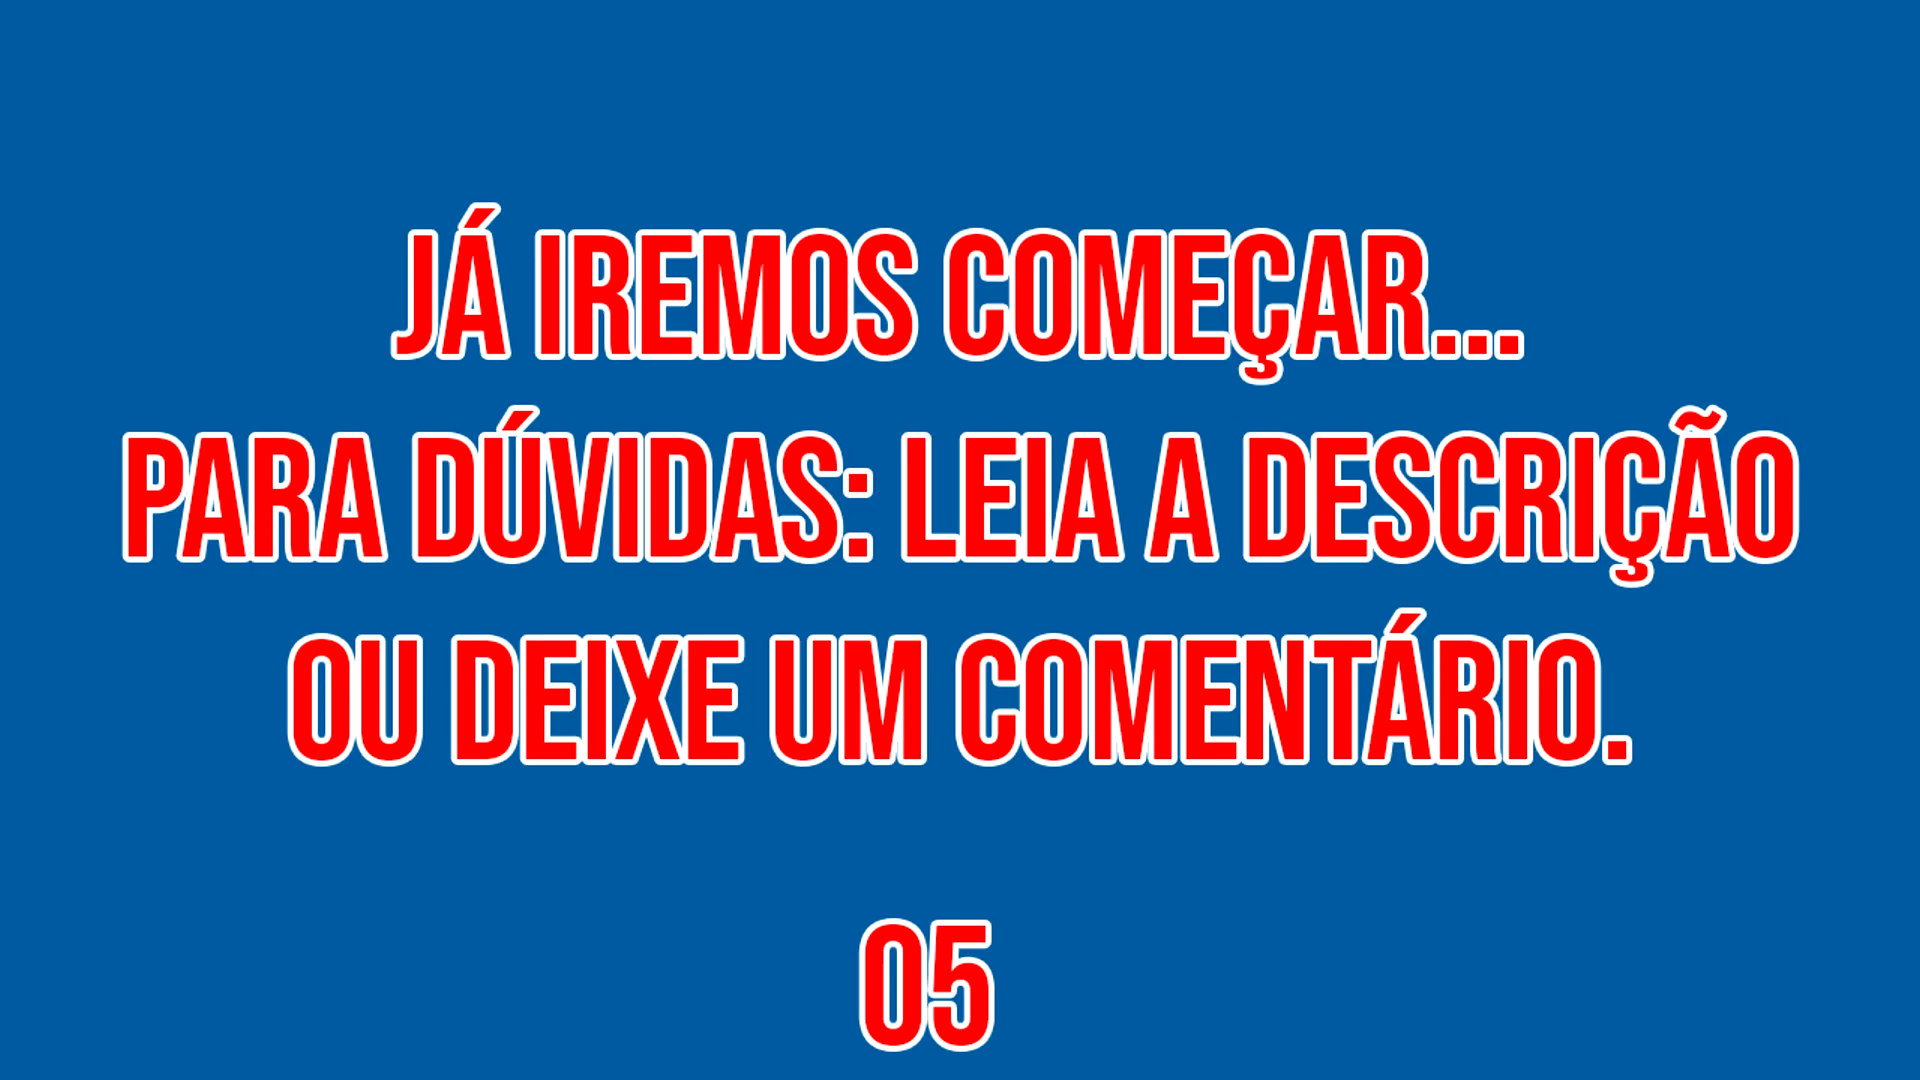 JÁ IREMOS COMEÇAR...
PARA DÚVIDAS: LEIA A DESCRIÇÃO
OU DEIXE UM COMENTÁRIO.
05